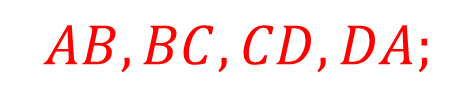 AB, BC, CD, DA;